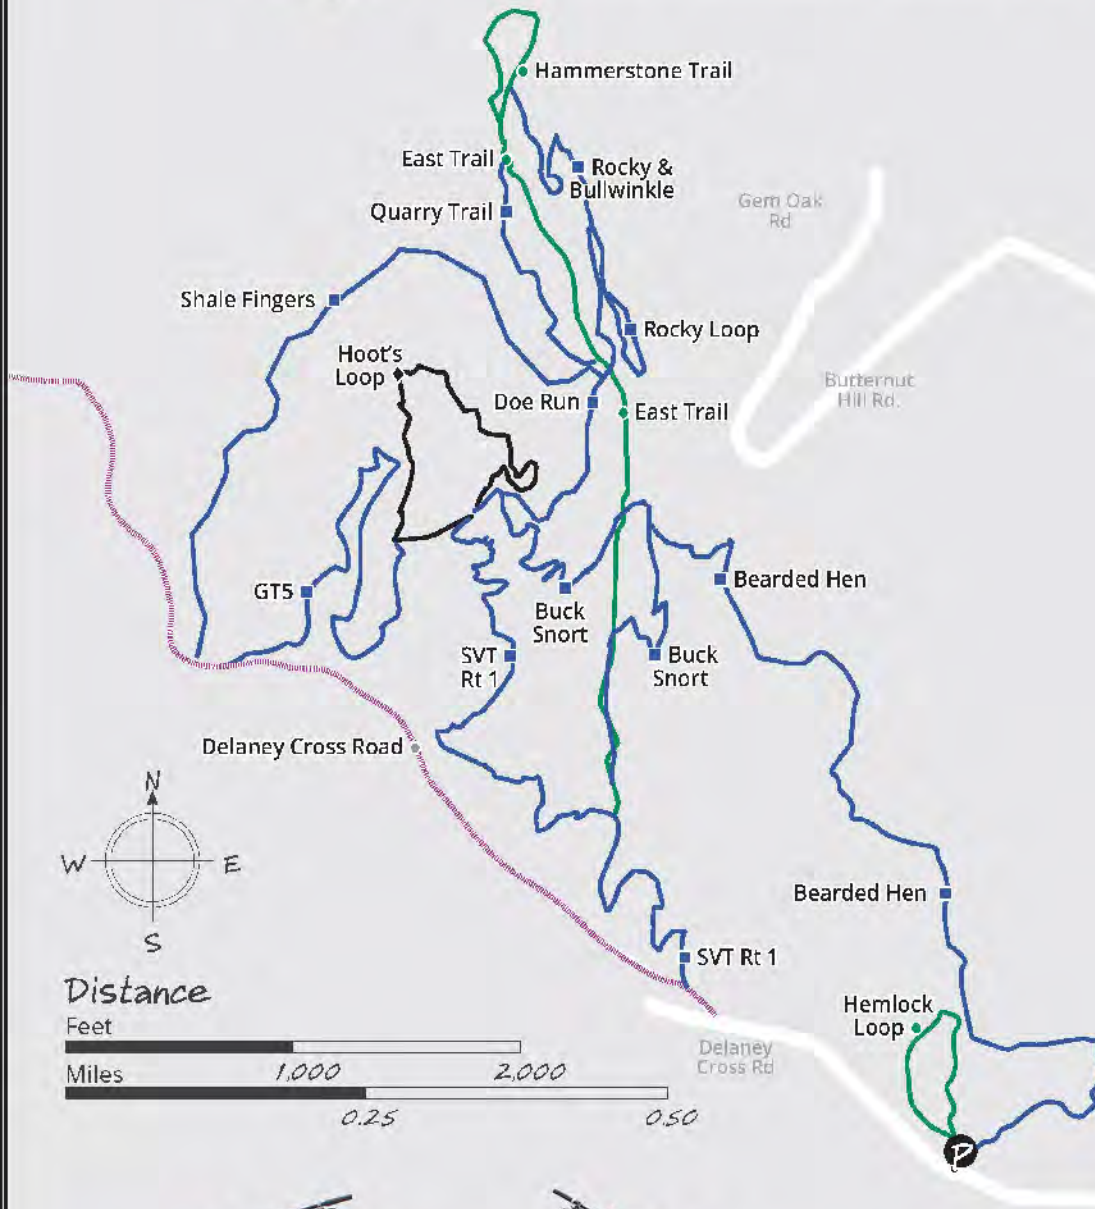 Hammerstone Trail
East Trail
Rocky &
Bullwinkle
Quarry Trail
Gem Oak
Rd
Shale Fingers
Rocky Loop
Hoot's
Loop
Butternut
Hill Rd.
Doe Run
East Trail
Bearded Hen
GT5
Buck
Snort
SVT
Rt 1
Buck
Snort
Delaney Cross Road
N
W
E
S
Bearded Hen
SVT Rt 1
Distance
Feet
Hemlock
Loop
Miles
1,000
2,000
Delaney
Cross Rd
0.25
0.50
P